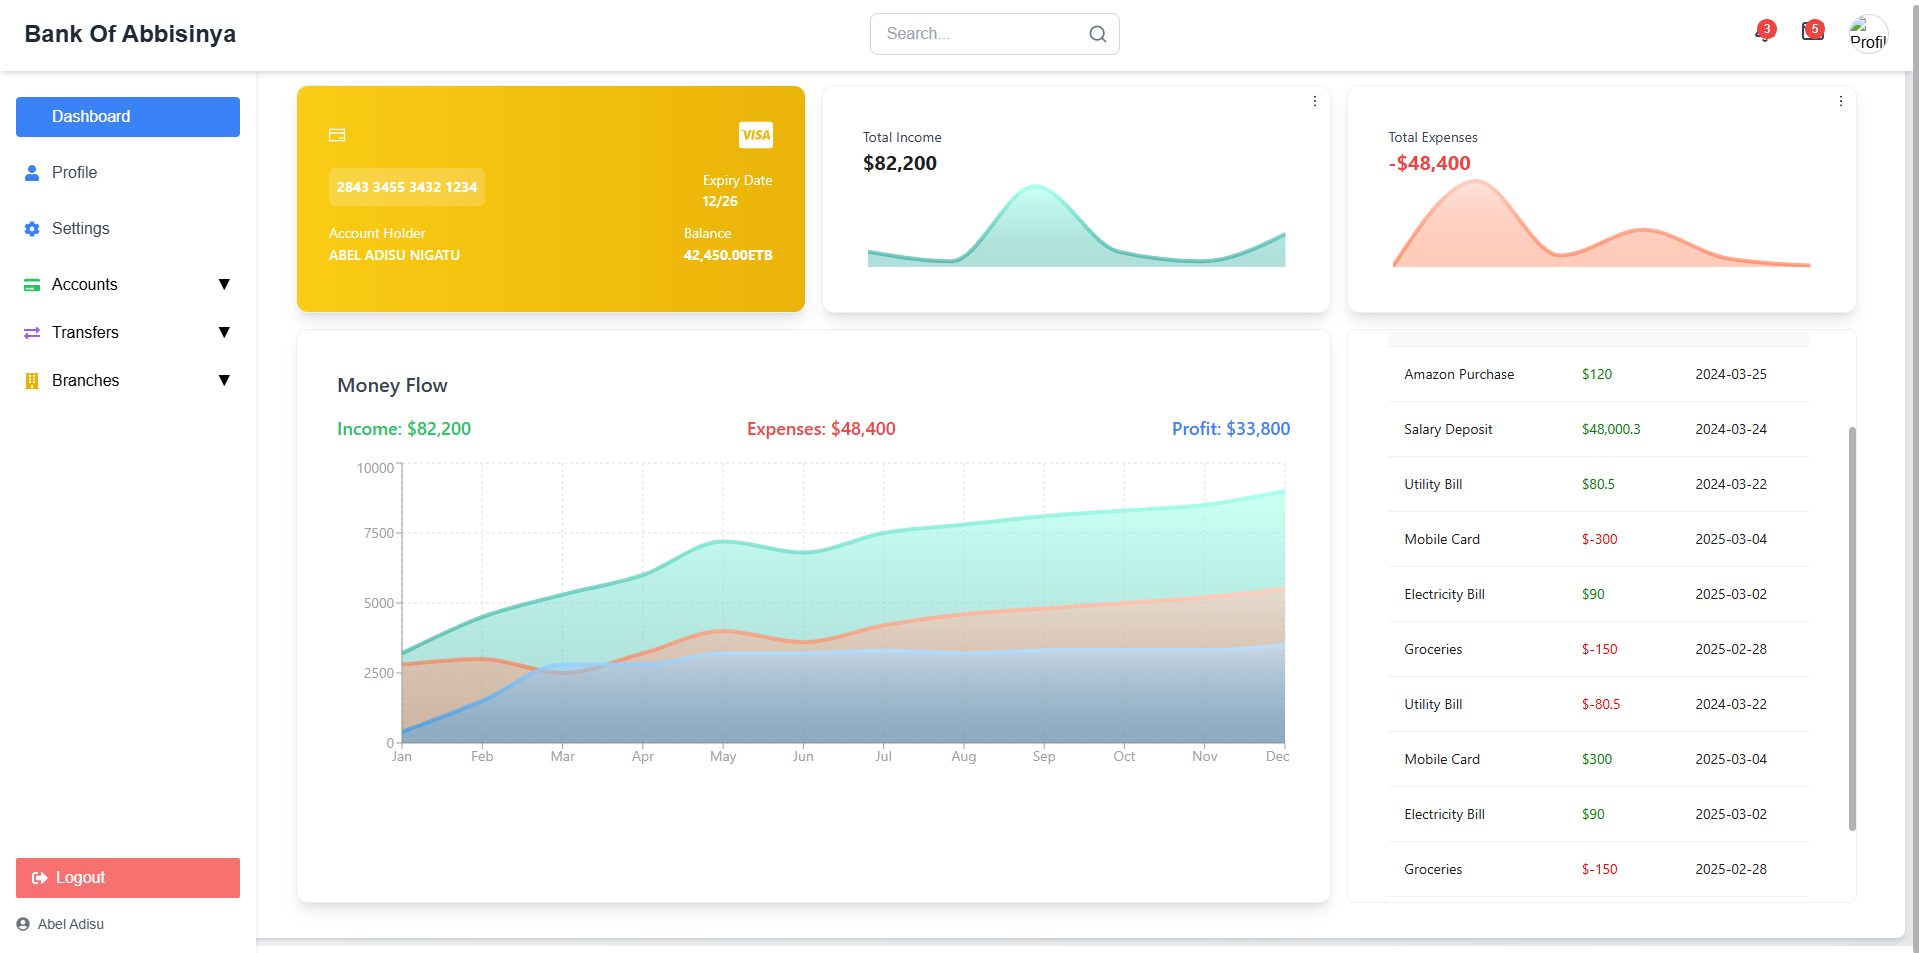 Bank Of Abbisinya
Search...
3
5
Profil
Dashboard
Profile
Settings
Accounts
Transfers
Branches
Logout
Abel Adisu
VISA
2843 3455 3432 1234
Expiry Date
12/26
Account Holder
ABEL ADISU NIGATU
Balance
42,450.00ETB
Total Income
$82,200
Total Expenses
-$48,400
Money Flow
Income: $82,200
Expenses: $48,400
Profit: $33,800
10000
7500
5000
2500
0
Jan Feb Mar Apr May Jun Jul Aug Sep Oct Nov Dec
Amazon Purchase $120 2024-03-25
Salary Deposit $48,000.3 2024-03-24
Utility Bill $80.5 2024-03-22
Mobile Card $-300 2025-03-04
Electricity Bill $90 2025-03-02
Groceries $-150 2025-02-28
Utility Bill $-80.5 2024-03-22
Mobile Card $300 2025-03-04
Electricity Bill $90 2025-03-02
Groceries $-150 2025-02-28